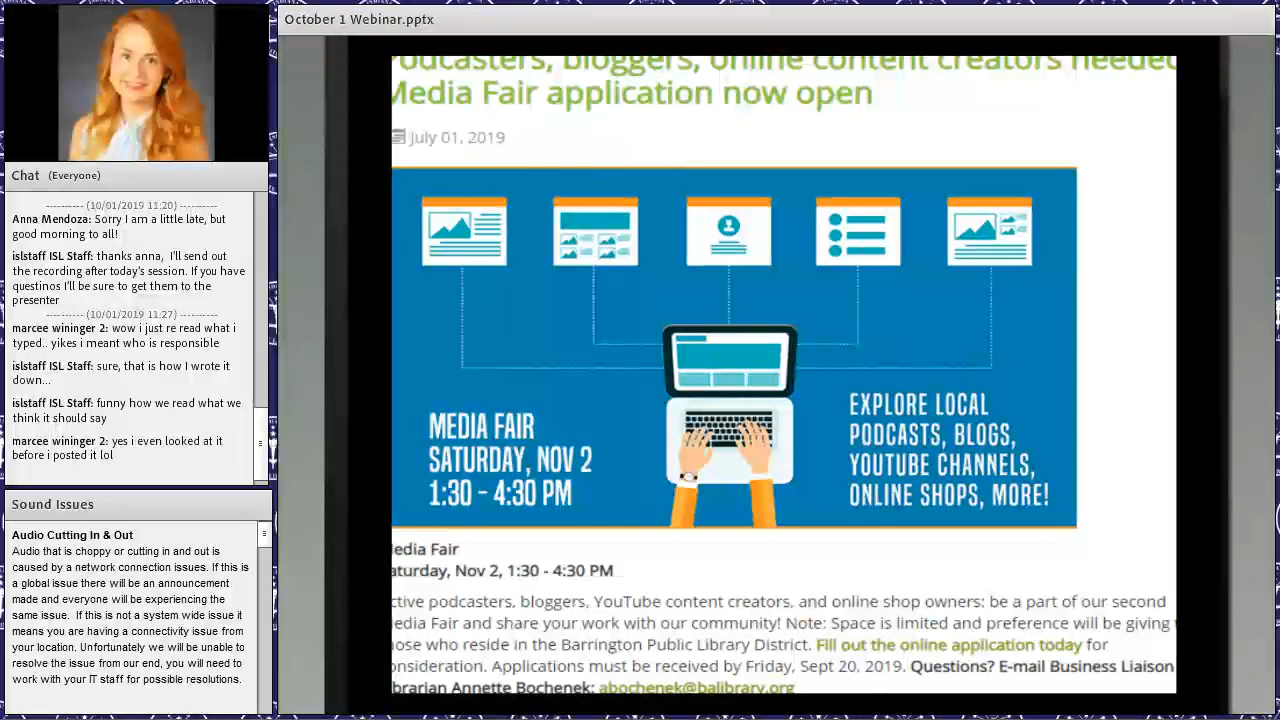 October 1 Webinar.pptx
Chat (Everyone)
---------- (10/01/2019 11:20) ----------
Anna Mendoza: Sorry I am a little late, but
good morning to all!
islstaff ISL Staff: thanks anna, I'll send out
the recording after today's session. If you have
questinos I'll be sure to get them to the
presenter
---------- (10/01/2019 11:27) ----------
marcee wininger 2: wow i just re read what i
typed.. yikes i meant who is responsible
islstaff ISL Staff: sure, that is how I wrote it
down...
islstaff ISL Staff: funny how we read what we
think it should say
marcee wininger 2: yes i even looked at it
before i posted it lol
Sound Issues
Audio Cutting In & Out
Audio that is choppy or cutting in and out is
caused by a network connection issues. If this is
a global issue there will be an announcement
made and everyone will be experiencing the
same issue. If this is not a system wide issue it
means you are having a connectivity issue from
your location. Unfortunately we will be unable to
resolve the issue from our end, you will need to
work with your IT staff for possible resolutions.
odcasters, bloggers, online content creators needed
Media Fair application now open
July 01, 2019
MEDIA FAIR
SATURDAY, NOV 2
1:30 - 4:30 PM
EXPLORE LOCAL
PODCASTS, BLOGS,
YOUTUBE CHANNELS,
ONLINE SHOPS, MORE!
edia Fair
aturday, Nov 2, 1:30 - 4:30 PM
ctive podcasters, bloggers, YouTube content creators, and online shop owners: be a part of our second
edia Fair and share your work with our community! Note: Space is limited and preference will be giving
hose who reside in the Barrington Public Library District. Fill out the online application today for
onsideration. Applications must be received by Friday, Sept 20, 2019. Questions? E-mail Business Liaison
ibrarian Annette Bochenek: abochenek@balibrary.org